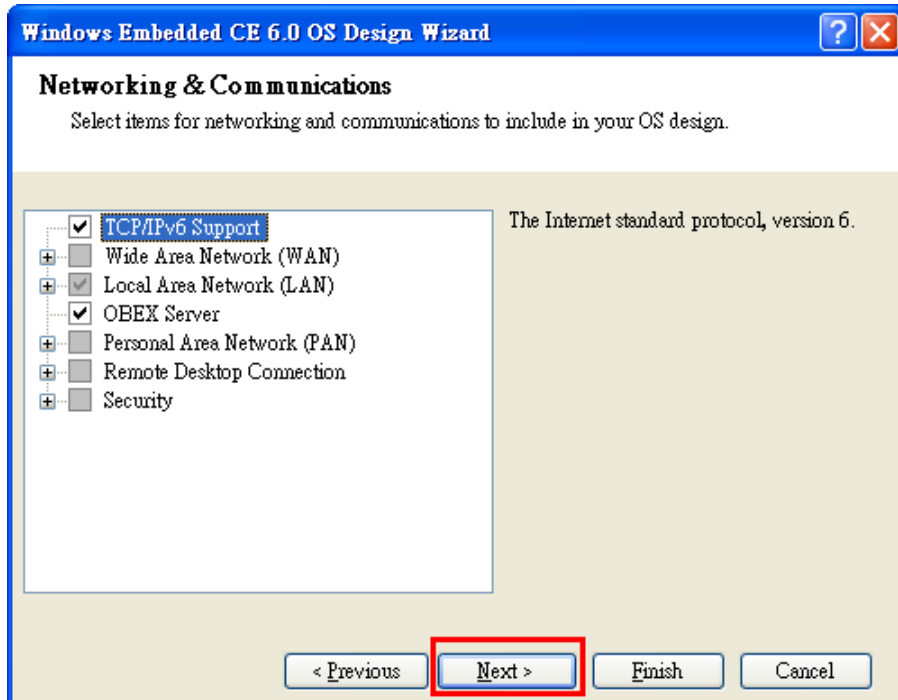 Windows Embedded CE 6.0 OS Design Wizard
Networking & Communications
Select items for networking and communications to include in your OS design.
TCP/IPv6 Support
Wide Area Network (WAN)
Local Area Network (LAN)
OBEX Server
Personal Area Network (PAN)
Remote Desktop Connection
Security
The Internet standard protocol, version 6.
< Previous
Next >
Finish
Cancel